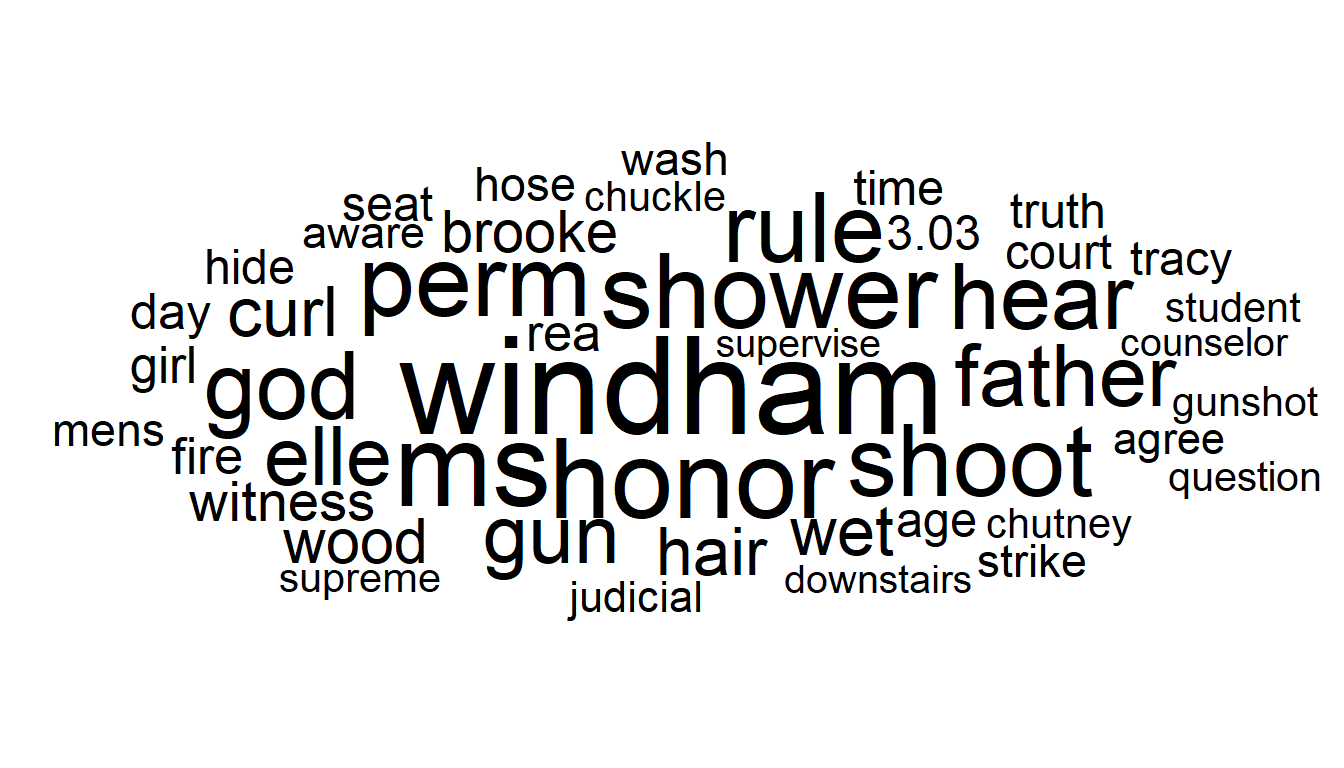 wash
hose chuckle time
seat rule truth
aware brooke 3.03 court tracy
hide perm shower hear
day curl rea supervise student
girl god windham father counselor
gunshot
mens fire elle ms honor shoot agree
witness question
wood gun hair wet age chutney
supreme downstairs strike
judicial